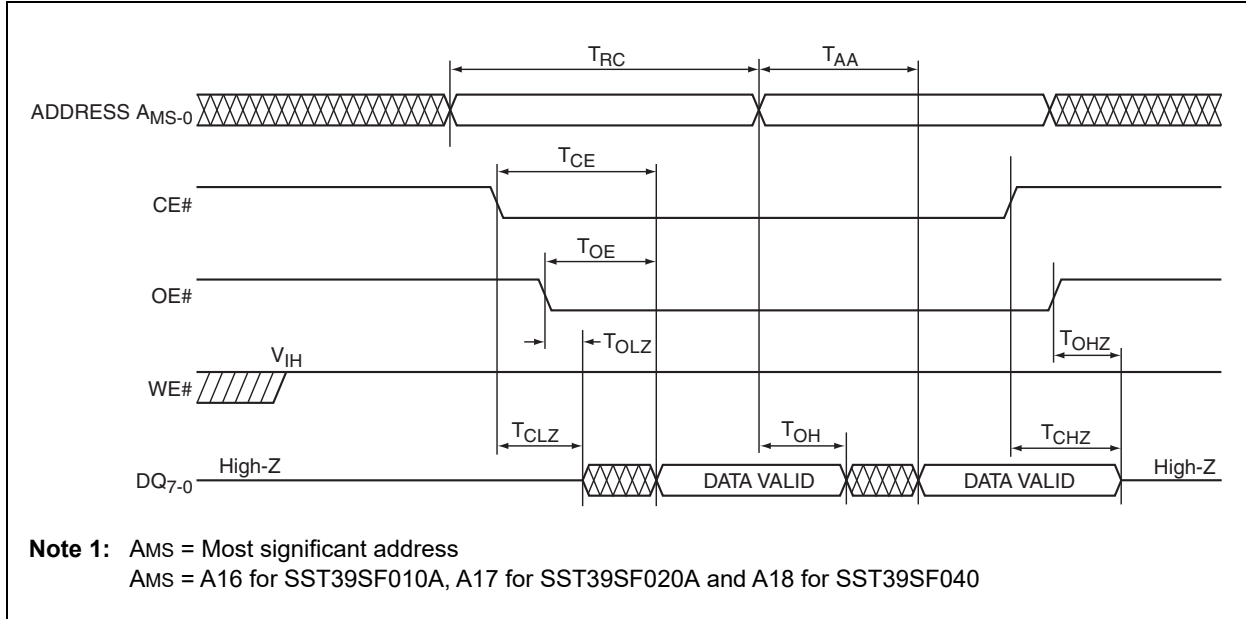 TRC TAA
ADDRESS AMS-0
TCE
CE#
TOE
OE#
TOLZ TOHZ
VIH
WE#
TCLZ TOH TCHZ
High-Z High-Z
DQ7-0 DATA VALID DATA VALID
Note 1: AMS = Most significant address
AMS = A16 for SST39SF010A, A17 for SST39SF020A and A18 for SST39SF040